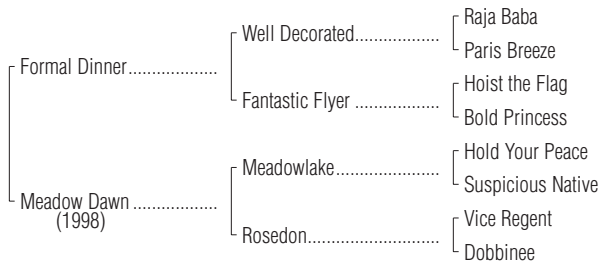 Raja Baba
Well Decorated...................
Paris Breeze
Formal Dinner....................
Hoist the Flag
Fantastic Flyer ...................
Bold Princess
Hold Your Peace
Meadowlake.......................
Suspicious Native
Meadow Dawn ...................
(1998)
Vice Regent
Rosedon.............................
Dobbinee